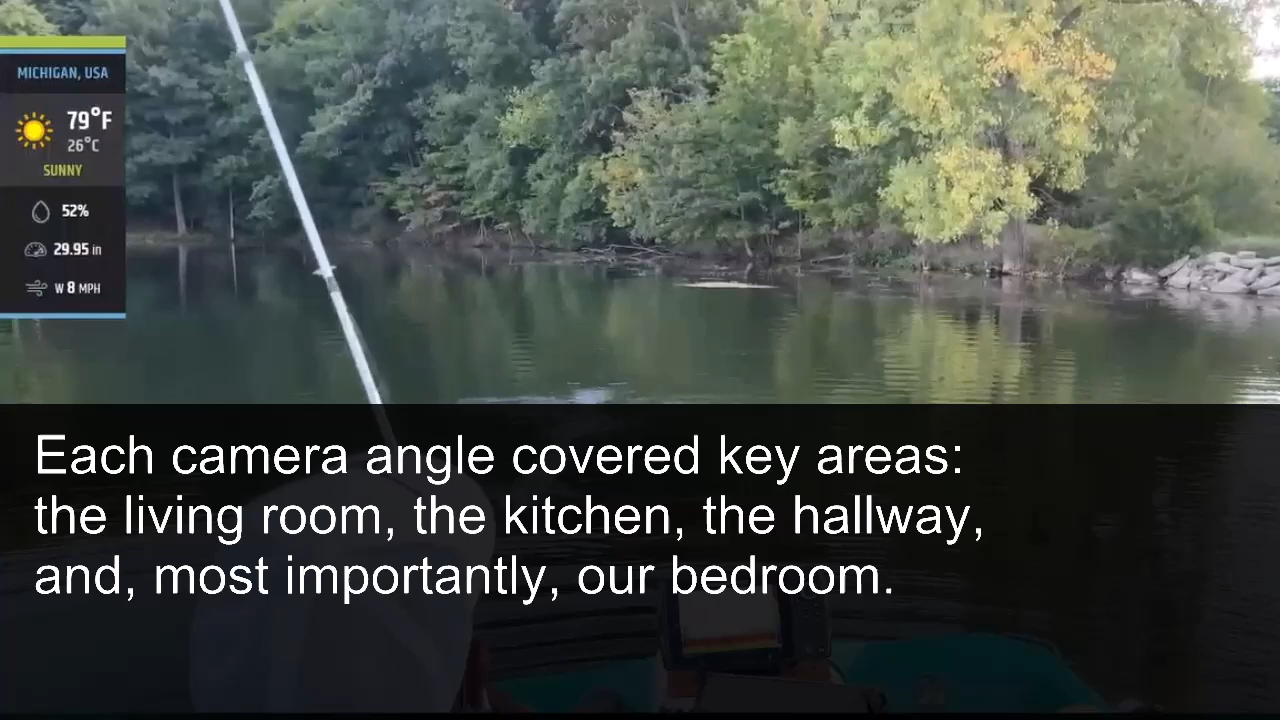 MICHIGAN, USA
79°F
26°C
SUNNY
52%
29.95 in
W 8 MPH
Each camera angle covered key areas:
the living room, the kitchen, the hallway,
and, most importantly, our bedroom.